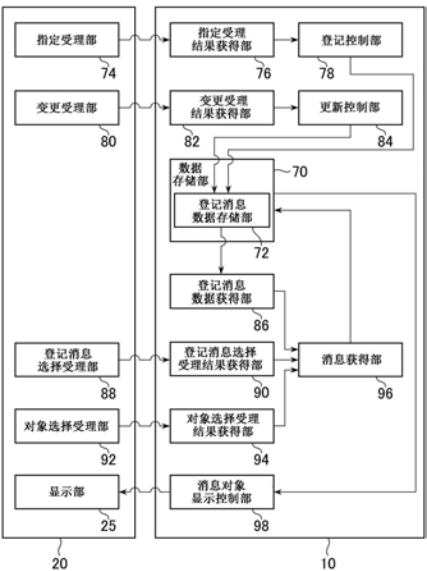 指定受理部
74
指定受理
结果获得部
76
登记控制部
78
变更受理部
80
变更受理
结果获得部
82
更新控制部
84
数据
存储部
70
登记消息
数据存储部
72
登记消息
数据获得部
86
登记消息
选择受理部
88
登记消息选择
受理结果获得部
90
消息获得部
96
对象选择受理部
92
对象选择受理
结果获得部
94
显示部
25
消息对象
显示控制部
98
20
10